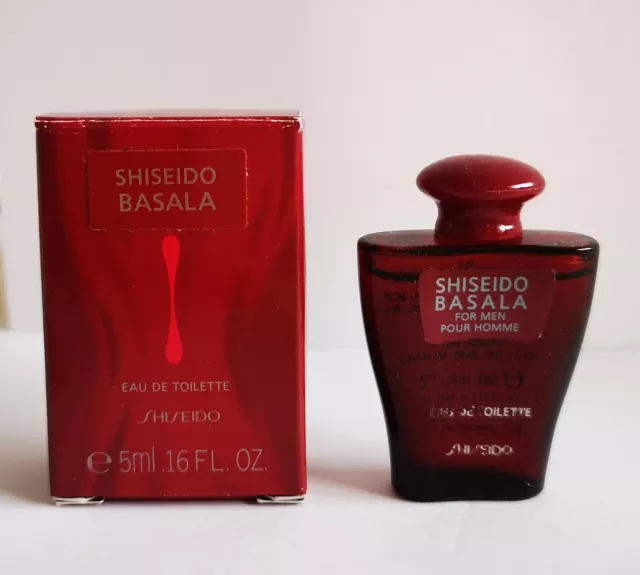 SHISEIDO
BASALA
EAU DE TOILETTE
SHISEIDO
e 5ml .16 FL. OZ.
SHISEIDO
BASALA
FOR MEN
POUR HOMME
EAU DE TOILETTE
SHISEIDO